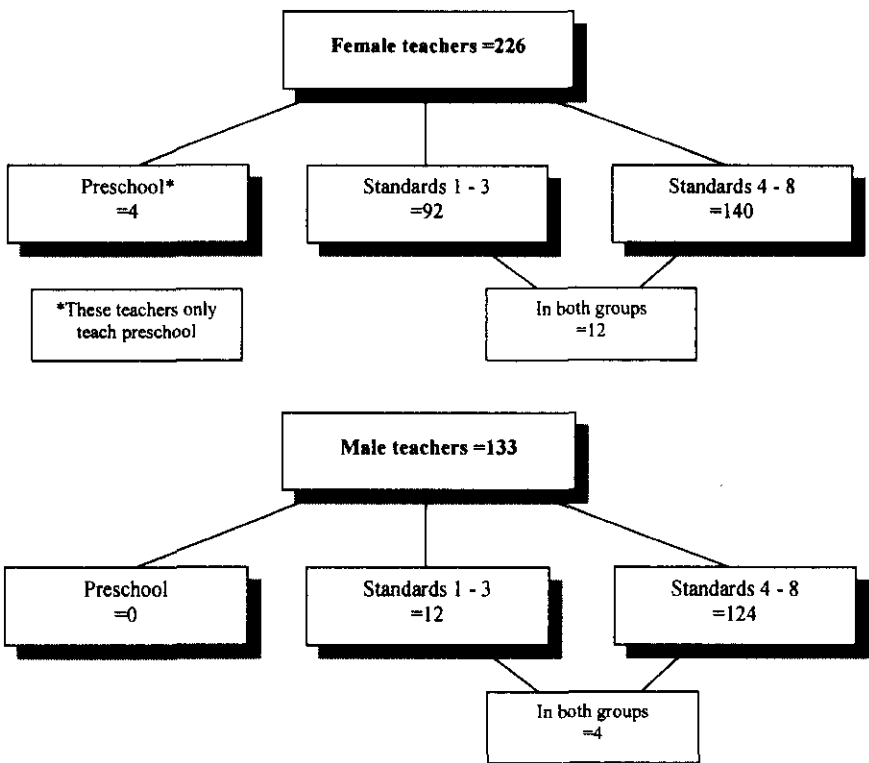 Female teachers =226
Preschool*
=4
Standards 1 - 3
=92
Standards 4 - 8
=140
*These teachers only
teach preschool
In both groups
=12
Male teachers =133
Preschool
=0
Standards 1 - 3
=12
Standards 4 - 8
=124
In both groups
=4